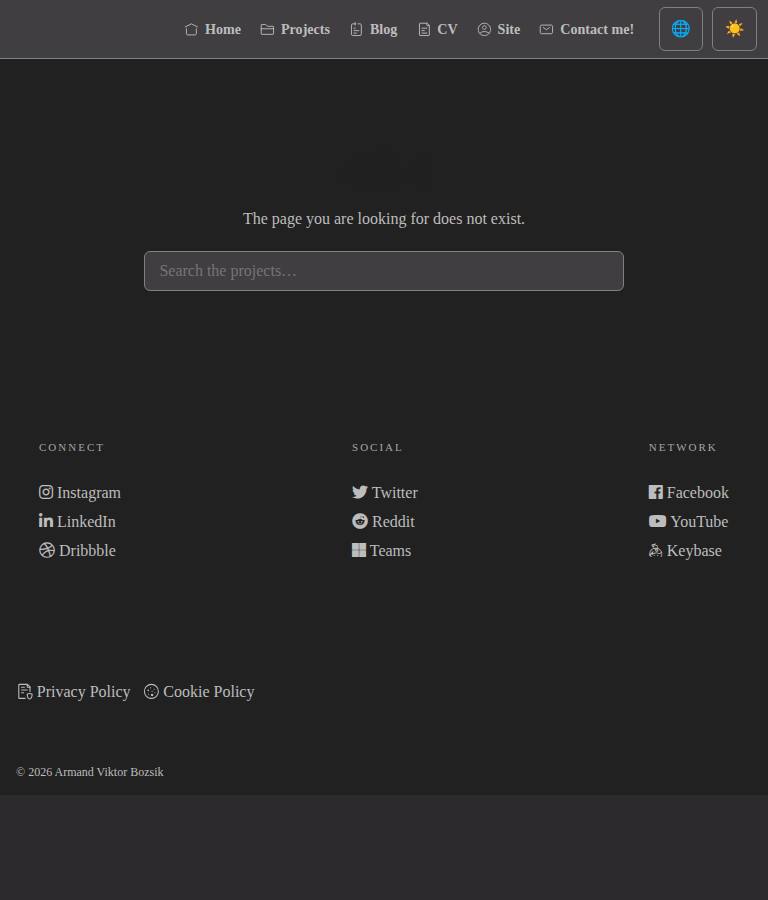 Home Projects Blog CV Site Contact me!
The page you are looking for does not exist.
Search the projects…
CONNECT
Instagram
LinkedIn
Dribbble
SOCIAL
Twitter
Reddit
Teams
NETWORK
Facebook
YouTube
Keybase
Privacy Policy Cookie Policy
© 2026 Armand Viktor Bozsik